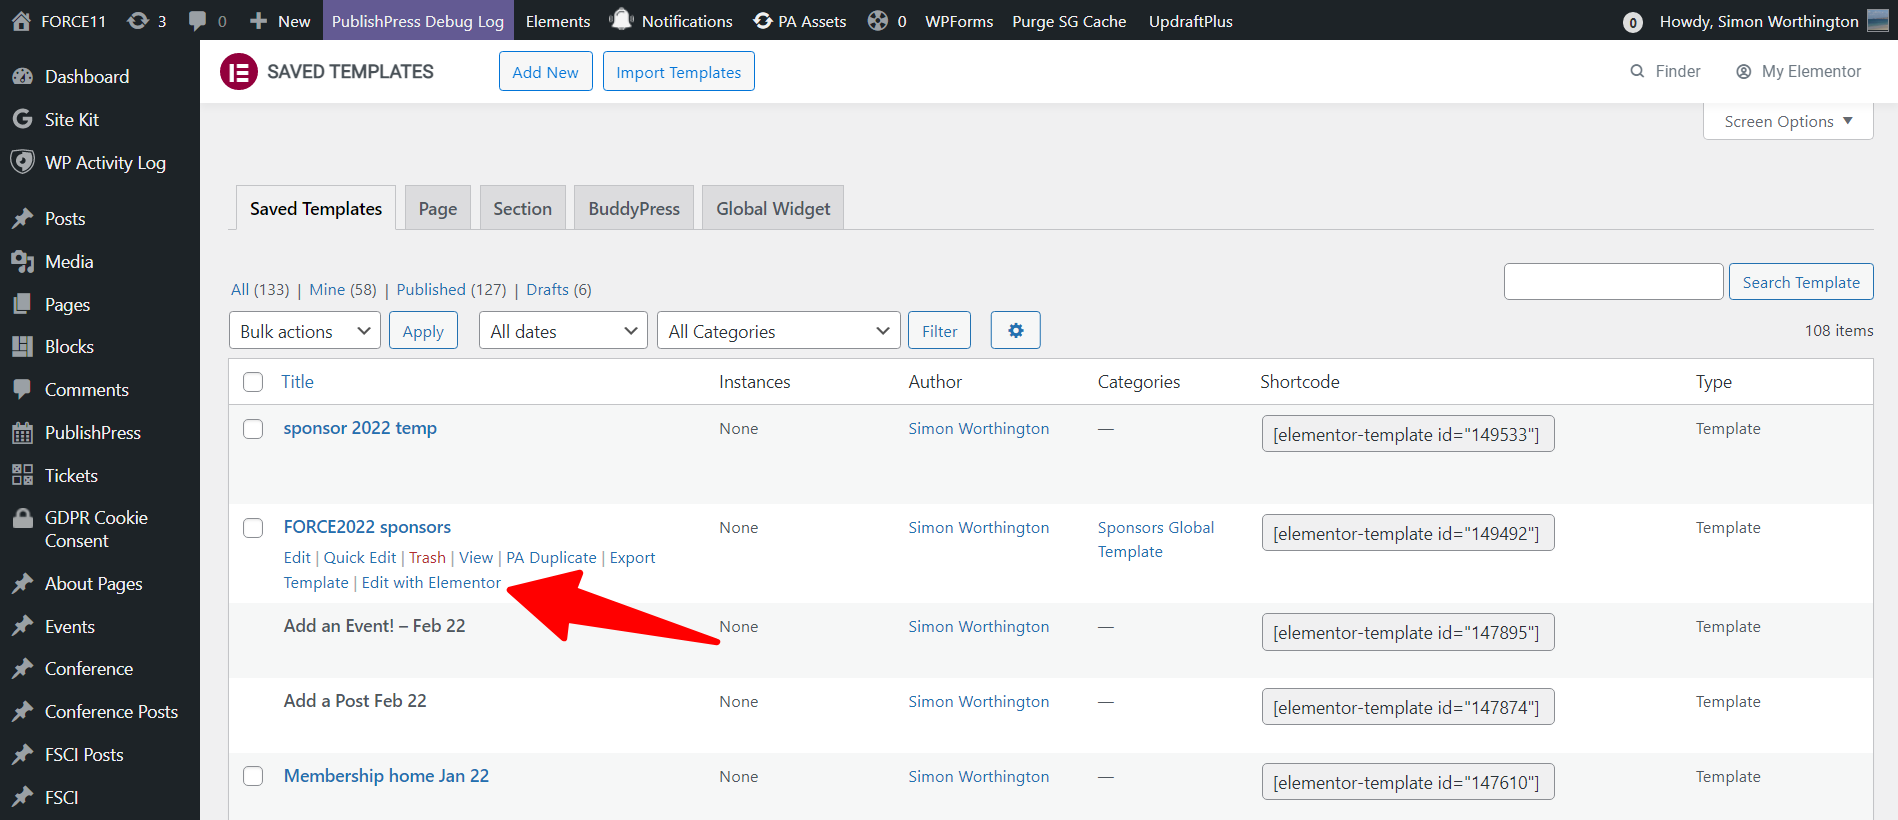 FORCE11 3 0 New PublishPress Debug Log Elements Notifications PA Assets 0 WPForms Purge SG Cache UpdraftPlus 0 Howdy, Simon Worthington
Dashboard
Site Kit
WP Activity Log
Posts
Media
Pages
Blocks
Comments
PublishPress
Tickets
GDPR Cookie
Consent
About Pages
Events
Conference
Conference Posts
FSCI Posts
FSCI
SAVED TEMPLATES Add New Import Templates Finder My Elementor
Screen Options
Saved Templates Page Section BuddyPress Global Widget
All (133) | Mine (58) | Published (127) | Drafts (6)
Search Template
Bulk actions Apply All dates All Categories Filter 108 items
Title Instances Author Categories Shortcode Type
sponsor 2022 temp None Simon Worthington — [elementor-template id="149533"] Template
FORCE2022 sponsors None Simon Worthington Sponsors Global [elementor-template id="149492"] Template
Template
Edit | Quick Edit | Trash | View | PA Duplicate | Export
Template | Edit with Elementor
Add an Event! – Feb 22 None Simon Worthington — [elementor-template id="147895"] Template
Add a Post Feb 22 None Simon Worthington — [elementor-template id="147874"] Template
Membership home Jan 22 None Simon Worthington — [elementor-template id="147610"] Template